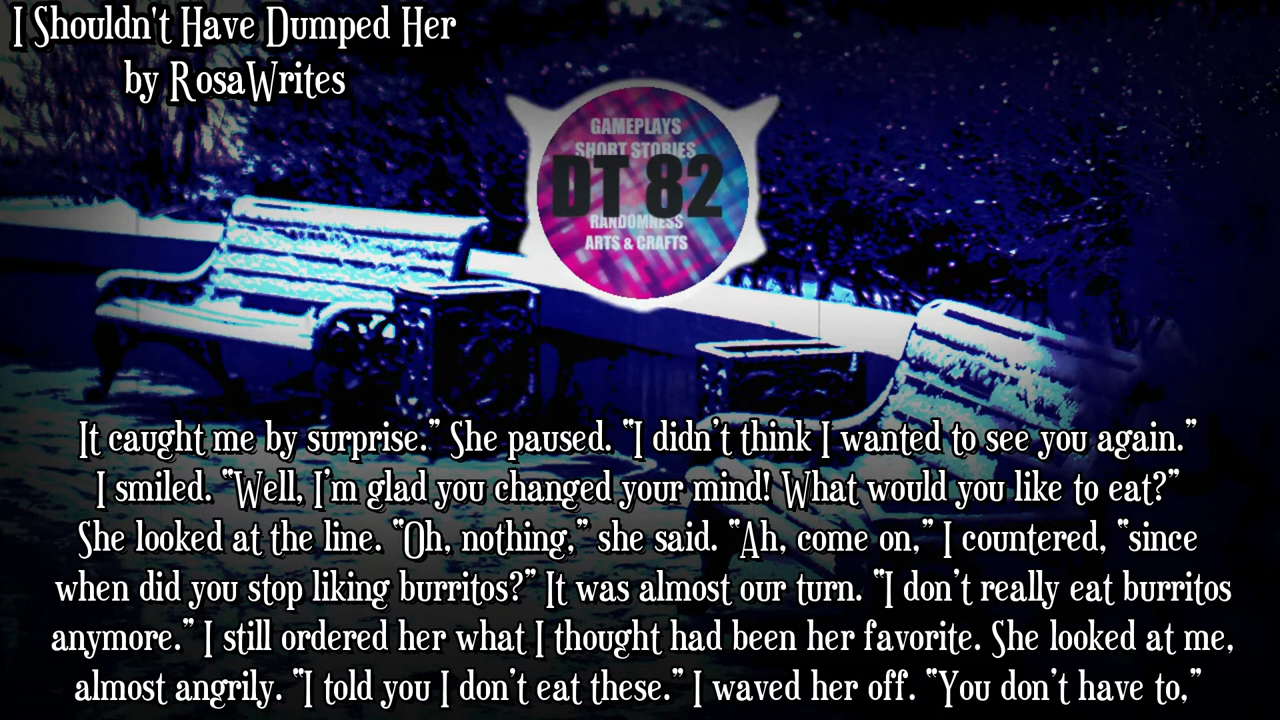 I Shouldn't Have Dumped Her
by RosaWrites
GAMEPLAYS
SHORT STORIES
DT 82
RANDOMNESS
ARTS & CRAFTS
It caught me by surprise.” She paused. “I didn’t think I wanted to see you again.”
I smiled. “Well, I’m glad you changed your mind! What would you like to eat?”
She looked at the line. “Oh, nothing,” she said. “Ah, come on,” I countered, “since
when did you stop liking burritos?” It was almost our turn. “I don’t really eat burritos
anymore.” I still ordered her what I thought had been her favorite. She looked at me,
almost angrily. “I told you I don’t eat these.” I waved her off. “You don’t have to,”